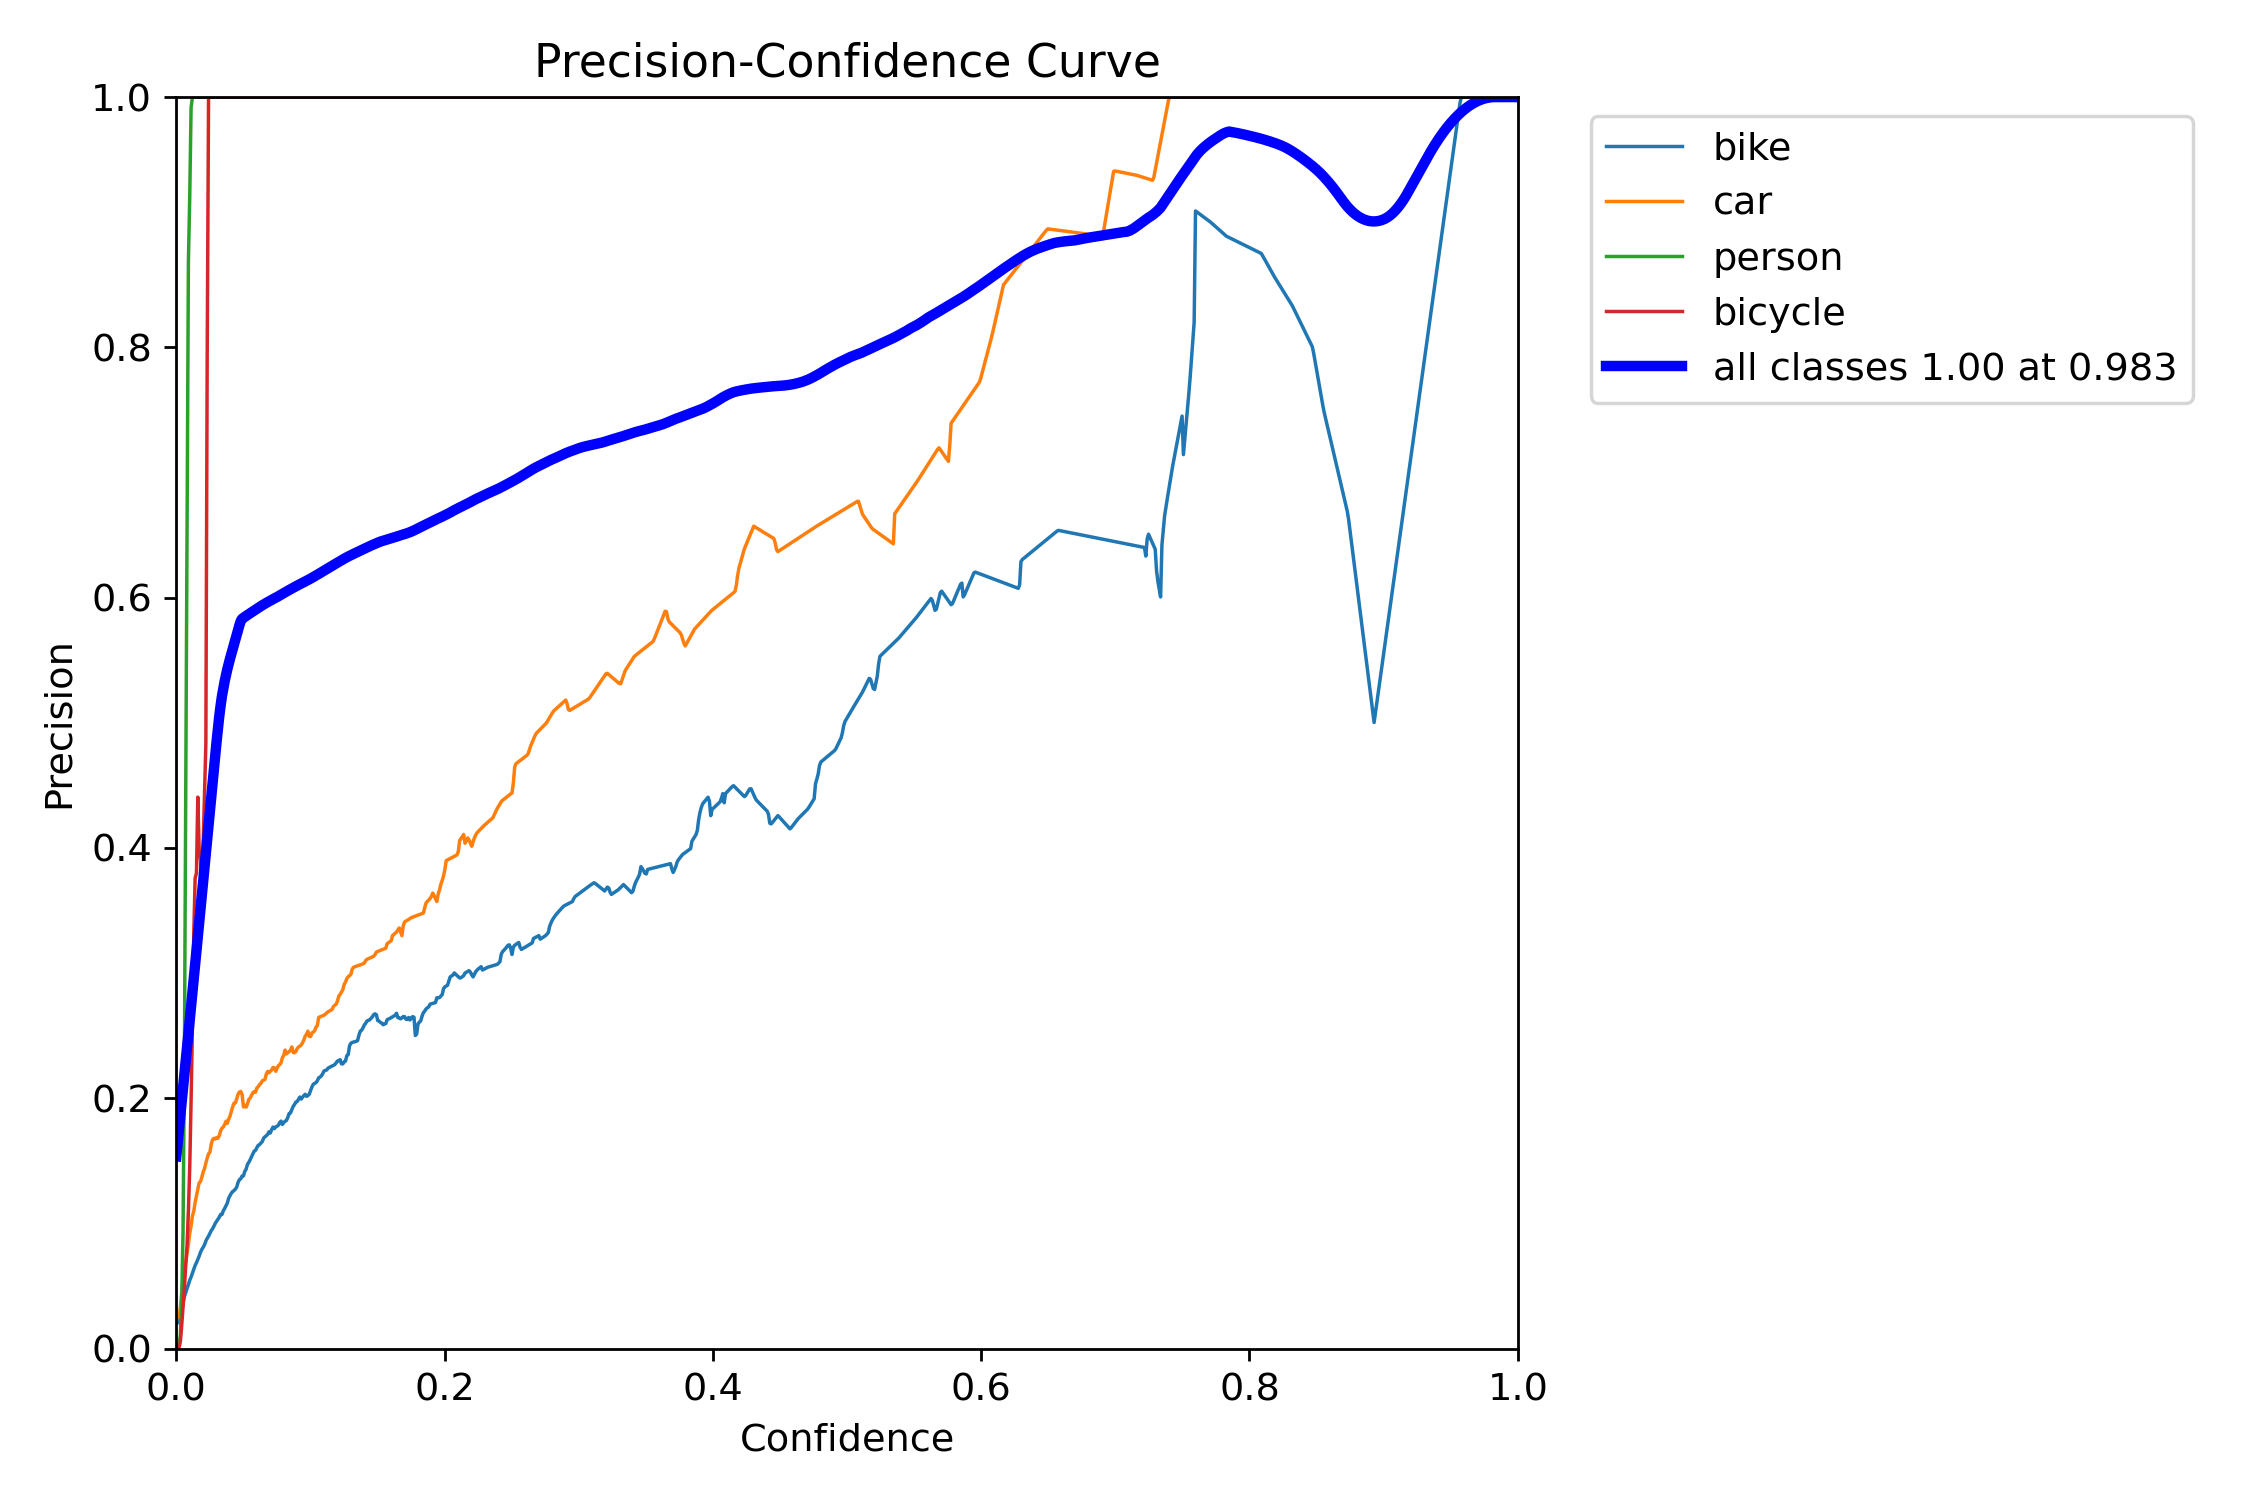 Precision-Confidence Curve
1.0
0.8
0.6
0.4
0.2
0.0
Precision
0.0 0.2 0.4 0.6 0.8 1.0
Confidence
bike
car
person
bicycle
all classes 1.00 at 0.983